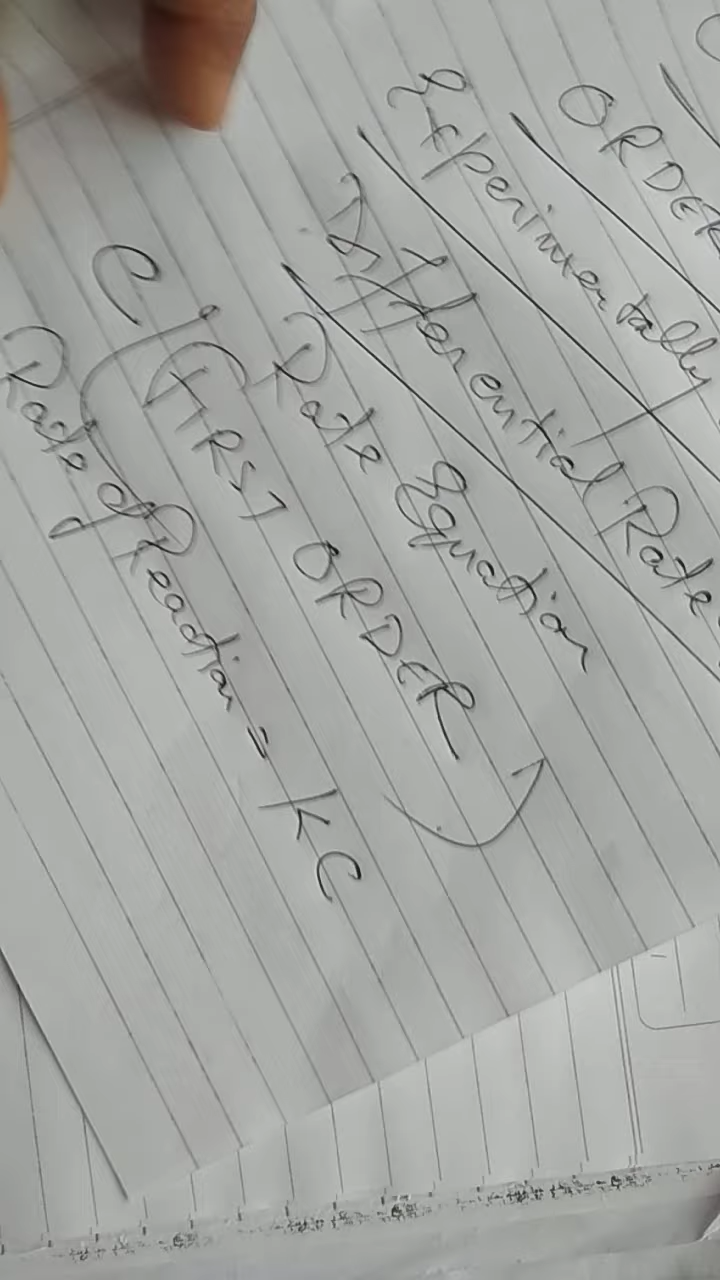 ORDER
Experimentally
Differential Rate
Rate Equation
C/ (FIRST ORDER)
Rate of Reaction = KC